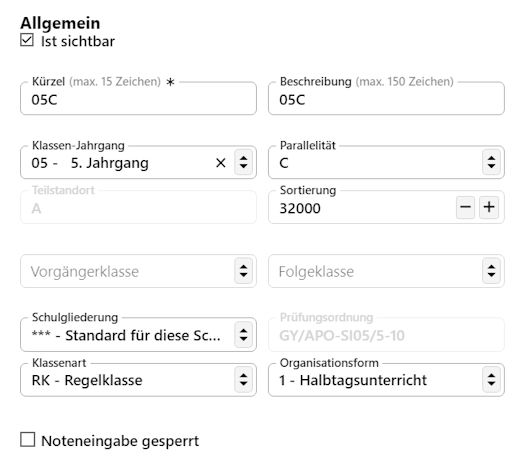 Allgemein
Ist sichtbar
Kürzel (max. 15 Zeichen) *
05C
Beschreibung (max. 150 Zeichen)
05C
Klassen-Jahrgang
05 - 5. Jahrgang
Parallelität
C
Teilstandort
A
Sortierung
32000
Vorgängerklasse
Folgeklasse
Schulgliederung
*** - Standard für diese Sc...
Prüfungsordnung
GY/APO-SI05/5-10
Klassenart
RK - Regelklasse
Organisationsform
1 - Halbtagsunterricht
Noteneingabe gesperrt